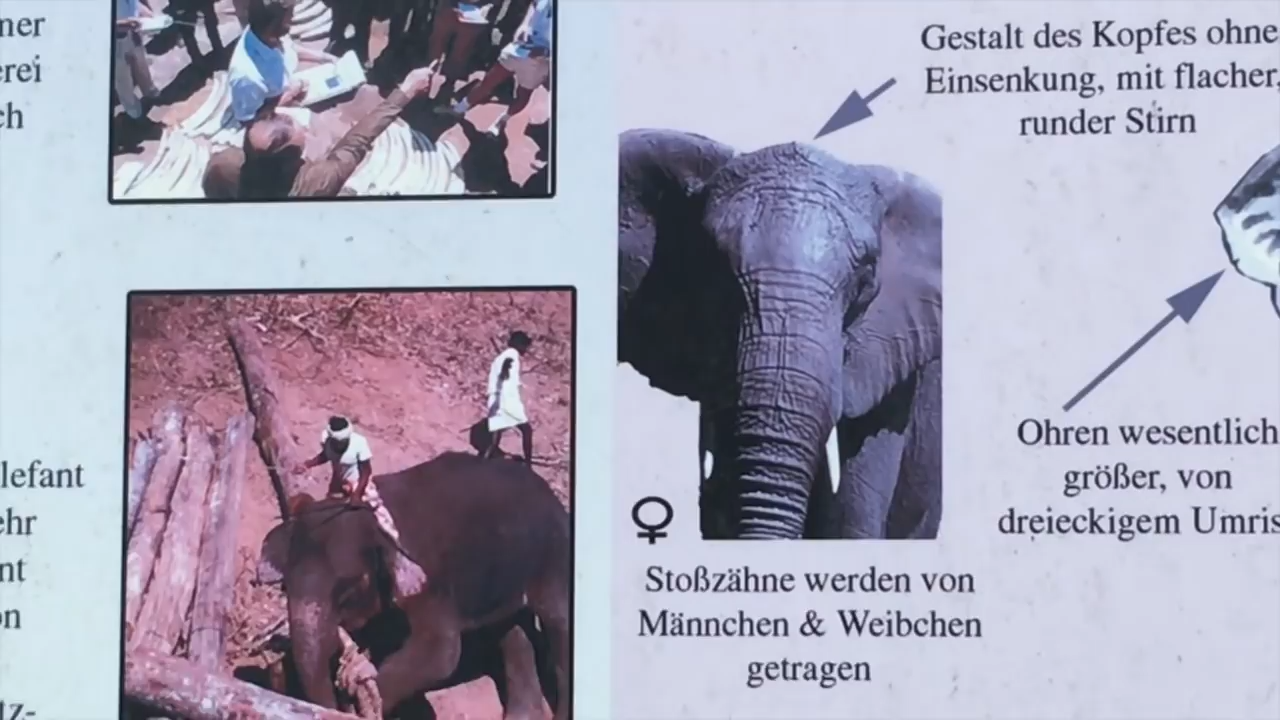 ner
erei
ch
lefant
ehr
nt
on
tz-
Gestalt des Kopfes ohne
Einsenkung, mit flacher,
runder Stirn
Ohren wesentlich
größer, von
dreieckigem Umris
♀
Stoßzähne werden von
Männchen & Weibchen
getragen